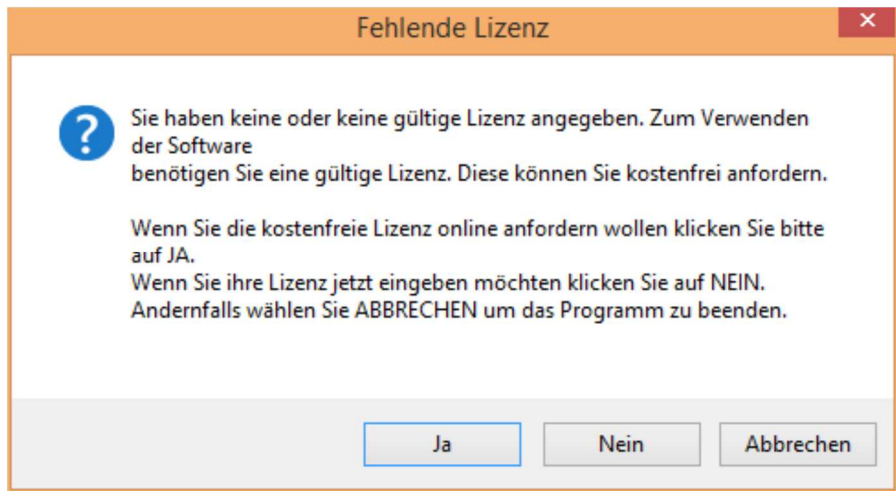 Fehlende Lizenz
Sie haben keine oder keine gültige Lizenz angegeben. Zum Verwenden
der Software
benötigen Sie eine gültige Lizenz. Diese können Sie kostenfrei anfordern.
Wenn Sie die kostenfreie Lizenz online anfordern wollen klicken Sie bitte
auf JA.
Wenn Sie ihre Lizenz jetzt eingeben möchten klicken Sie auf NEIN.
Andernfalls wählen Sie ABBRECHEN um das Programm zu beenden.
Ja Nein Abbrechen